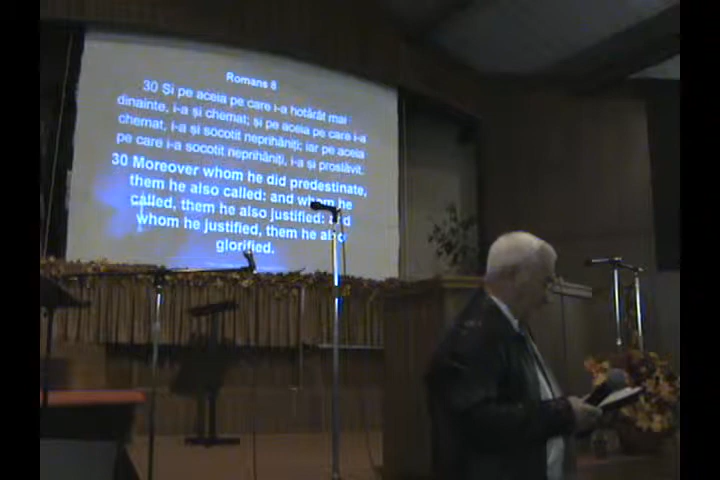 Romans 8
30 Și pe aceia pe care i-a hotărât mai
dinainte, i-a și chemat; și pe aceia pe care i-a
chemat, i-a și socotit neprihăniți; iar pe aceia
pe care i-a socotit neprihăniți, i-a și proslăvit.
30 Moreover whom he did predestinate,
them he also called: and whom he
called, them he also justified: and
whom he justified, them he also
glorified.